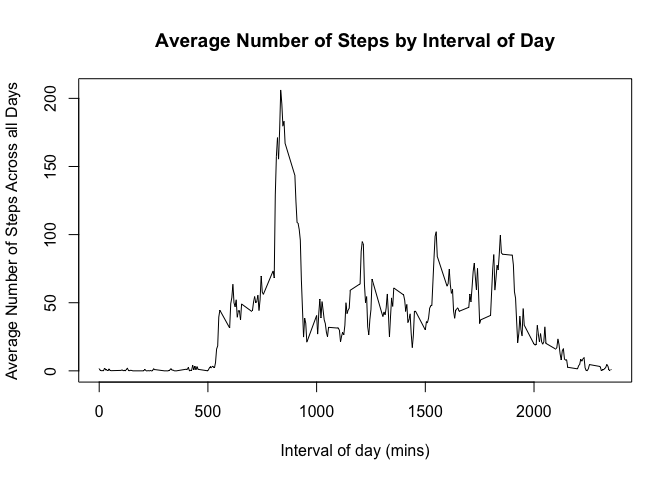 Average Number of Steps by Interval of Day
Average Number of Steps Across all Days
200
150
100
50
0
0 500 1000 1500 2000
Interval of day (mins)